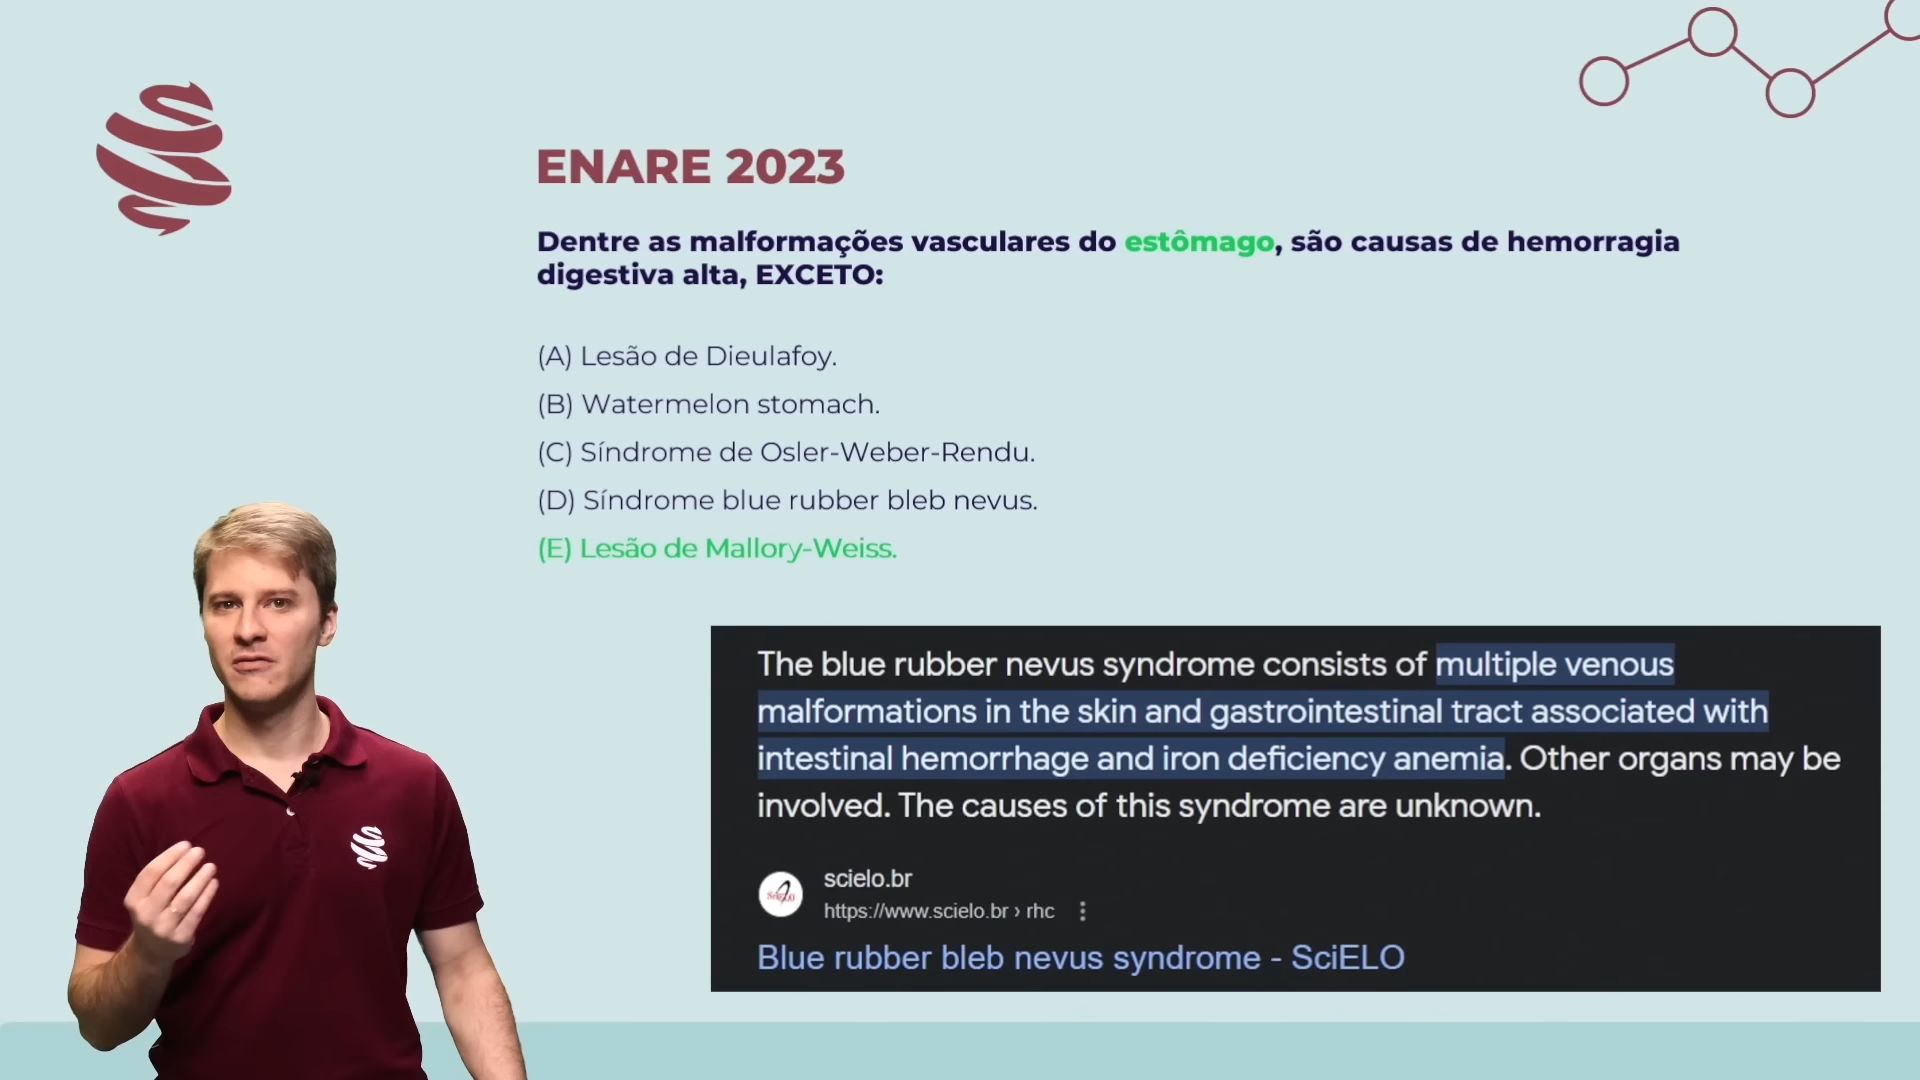 ENARE 2023
Dentre as malformações vasculares do estômago, são causas de hemorragia
digestiva alta, EXCETO:
(A) Lesão de Dieulafoy.
(B) Watermelon stomach.
(C) Síndrome de Osler-Weber-Rendu.
(D) Síndrome blue rubber bleb nevus.
(E) Lesão de Mallory-Weiss.
The blue rubber nevus syndrome consists of multiple venous
malformations in the skin and gastrointestinal tract associated with
intestinal hemorrhage and iron deficiency anemia. Other organs may be
involved. The causes of this syndrome are unknown.
SciELO
scielo.br
https://www.scielo.br › rhc
Blue rubber bleb nevus syndrome - SciELO